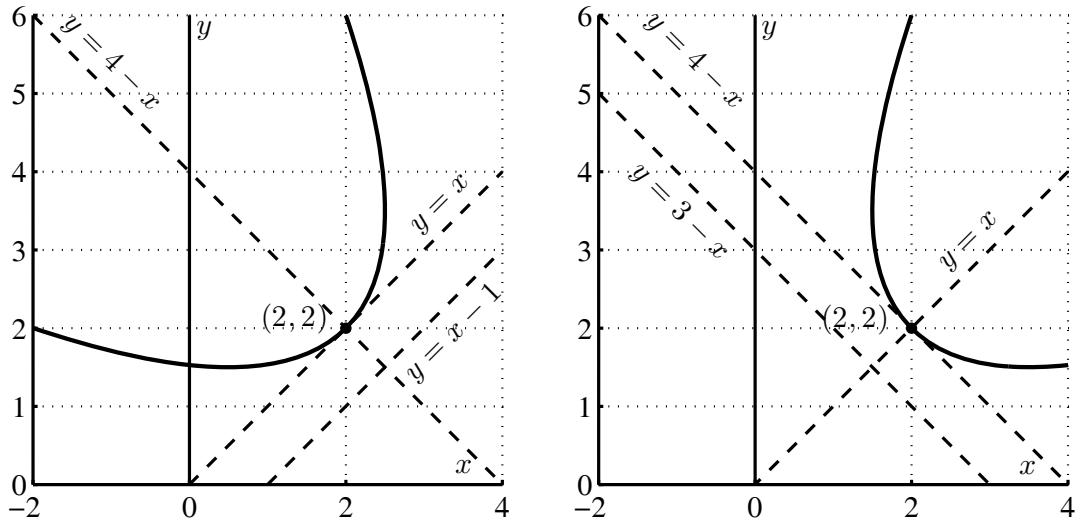 6
5
4
3
2
1
0
−2
0
2
4
y
x
y = 4 − x
y = x
y = x − 1
(2, 2)
6
5
4
3
2
1
0
−2
0
2
4
y
x
y = 4 − x
y = 3 − x
y = x
(2, 2)